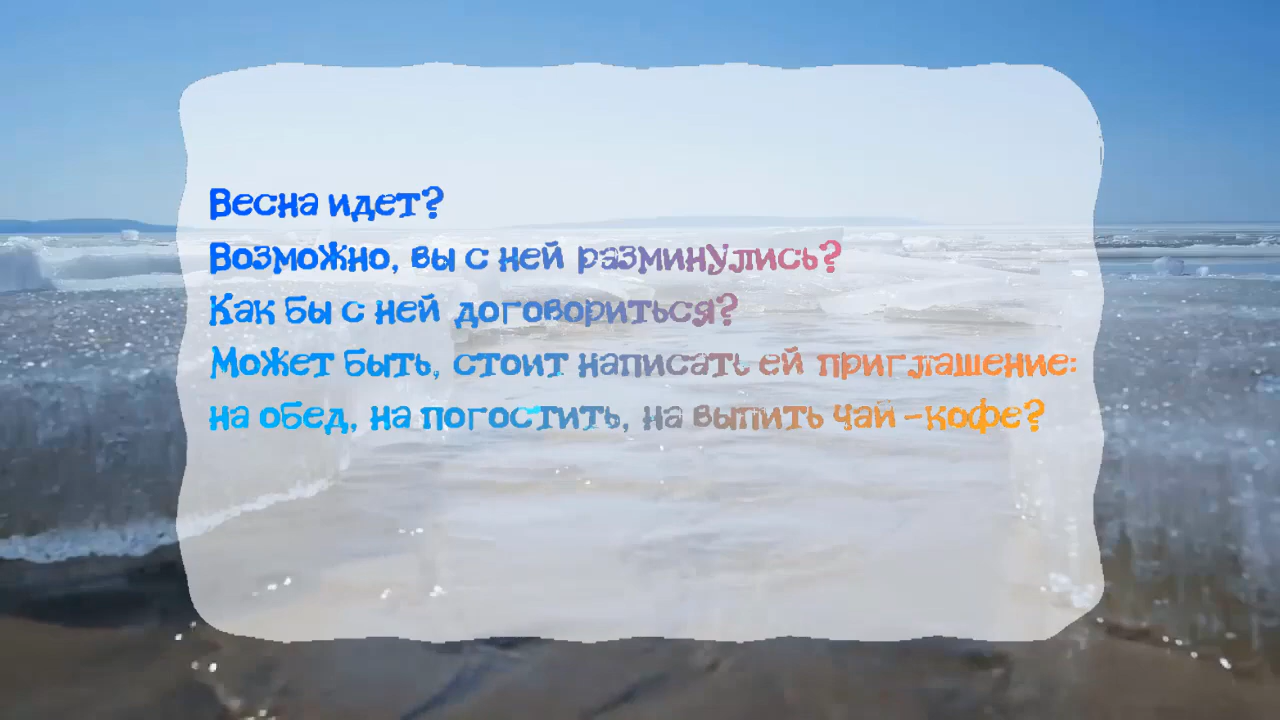 Весна идет?
Возможно, вы с ней разминулись?
Как бы с ней договориться?
Может быть, стоит написать ей приглашение:
на обед, на погостить, на выпить чай -кофе?